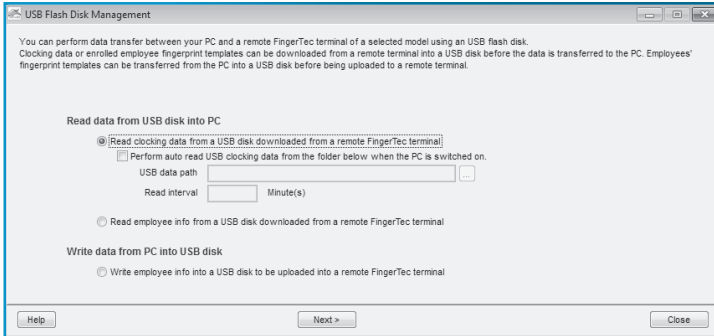 USB Flash Disk Management
You can perform data transfer between your PC and a remote FingerTec terminal of a selected model using an USB flash disk.
Clocking data or enrolled employee fingerprint templates can be downloaded from a remote terminal into a USB disk before the data is transferred to the PC. Employees'
fingerprint templates can be transferred from the PC into a USB disk before being uploaded to a remote terminal.
Read data from USB disk into PC
Read clocking data from a USB disk downloaded from a remote FingerTec terminal
Perform auto read USB clocking data from the folder below when the PC is switched on.
USB data path ...
Read interval Minute(s)
Read employee info from a USB disk downloaded from a remote FingerTec terminal
Write data from PC into USB disk
Write employee info into a USB disk to be uploaded into a remote FingerTec terminal
Help Next > Close